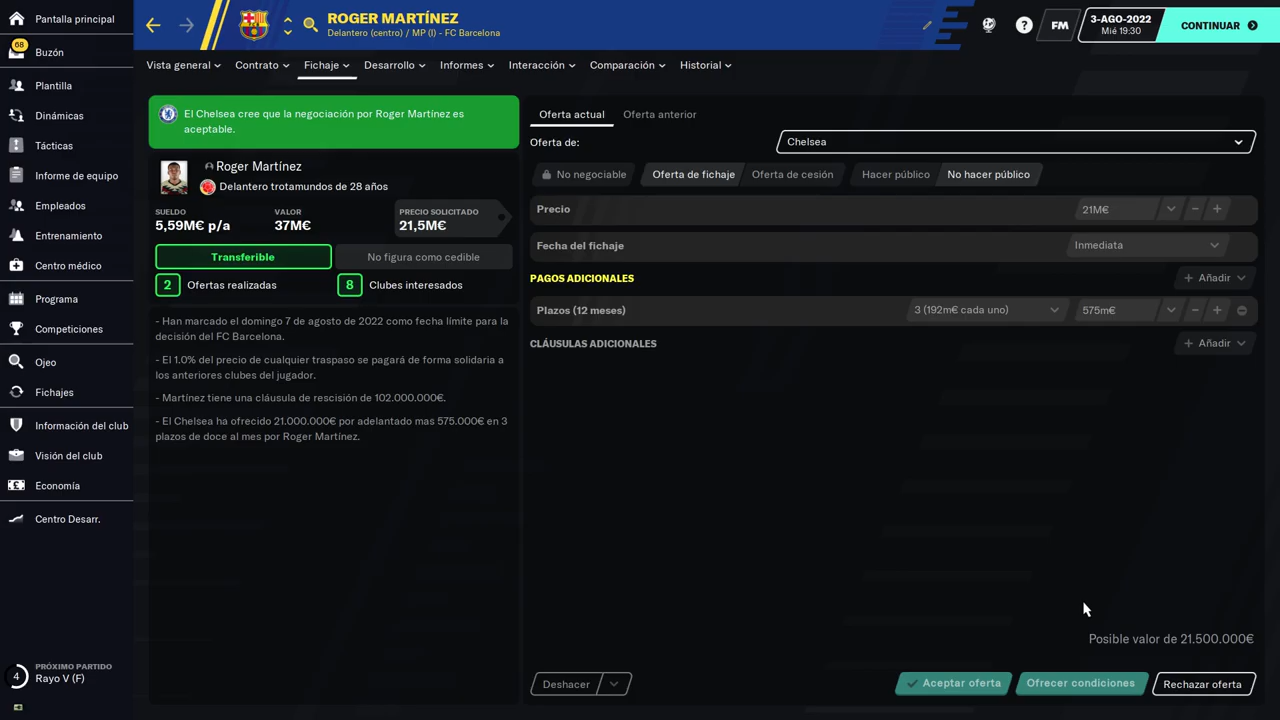 Pantalla principal
68
Buzón
Plantilla
Dinámicas
Tácticas
Informe de equipo
Empleados
Entrenamiento
Centro médico
Programa
Competiciones
Ojeo
Fichajes
Información del club
Visión del club
Economía
Centro Desarr.
4
PRÓXIMO PARTIDO
Rayo V (F)
ROGER MARTÍNEZ
Delantero (centro) / MP (I) - FC Barcelona
?
FM
3-AGO-2022
Mié 19:30
CONTINUAR
Vista general
Contrato
Fichaje
Desarrollo
Informes
Interacción
Comparación
Historial
El Chelsea cree que la negociación por Roger Martínez es
aceptable.
Roger Martínez
Delantero trotamundos de 28 años
SUELDO
5,59M€ p/a
VALOR
37M€
PRECIO SOLICITADO
21,5M€
Transferible
No figura como cedible
2 Ofertas realizadas
8 Clubes interesados
- Han marcado el domingo 7 de agosto de 2022 como fecha límite para la
decisión del FC Barcelona.
- El 1.0% del precio de cualquier traspaso se pagará de forma solidaria a
los anteriores clubes del jugador.
- Martínez tiene una cláusula de rescisión de 102.000.000€.
- El Chelsea ha ofrecido 21.000.000€ por adelantado mas 575.000€ en 3
plazos de doce al mes por Roger Martínez.
Oferta actual
Oferta anterior
Oferta de:
Chelsea
No negociable
Oferta de fichaje
Oferta de cesión
Hacer público
No hacer público
Precio
21M€
Fecha del fichaje
Inmediata
PAGOS ADICIONALES
+ Añadir
Plazos (12 meses)
3 (192m€ cada uno)
575m€
CLÁUSULAS ADICIONALES
+ Añadir
Posible valor de 21.500.000€
Deshacer
Aceptar oferta
Ofrecer condiciones
Rechazar oferta